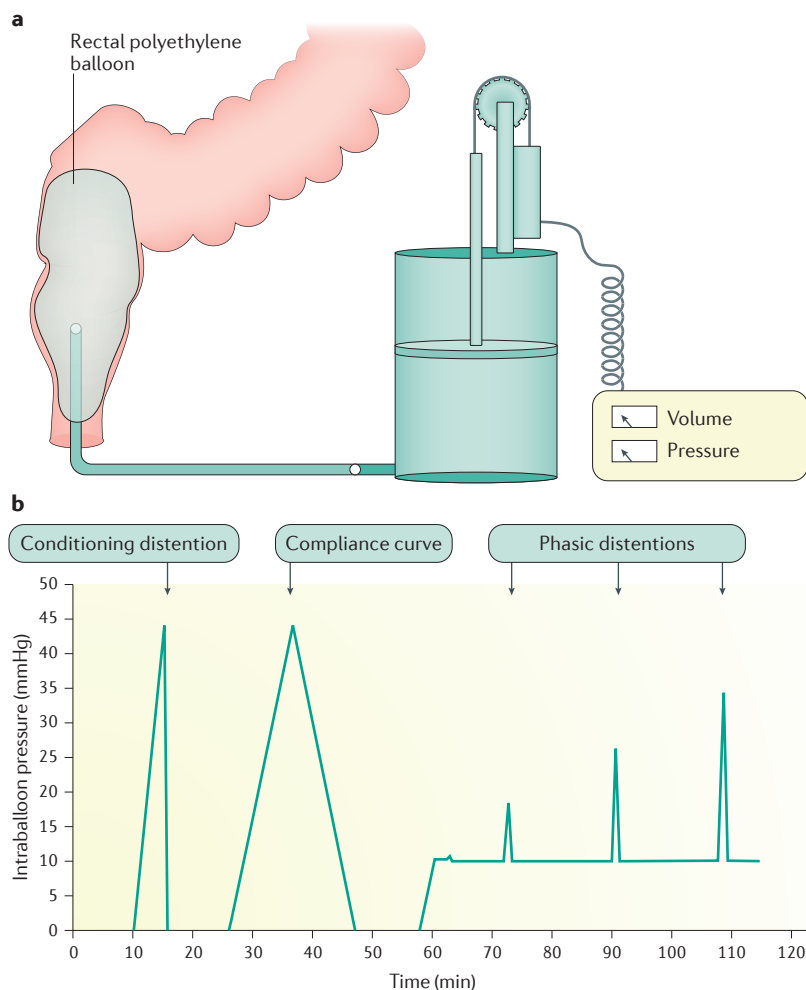 a
Rectal polyethylene
balloon
Volume
Pressure
b
Conditioning distention
Compliance curve
Phasic distentions
Intraballoon pressure (mmHg)
50
45
40
35
30
25
20
15
10
5
0
0 10 20 30 40 50 60 70 80 90 100 110 120
Time (min)